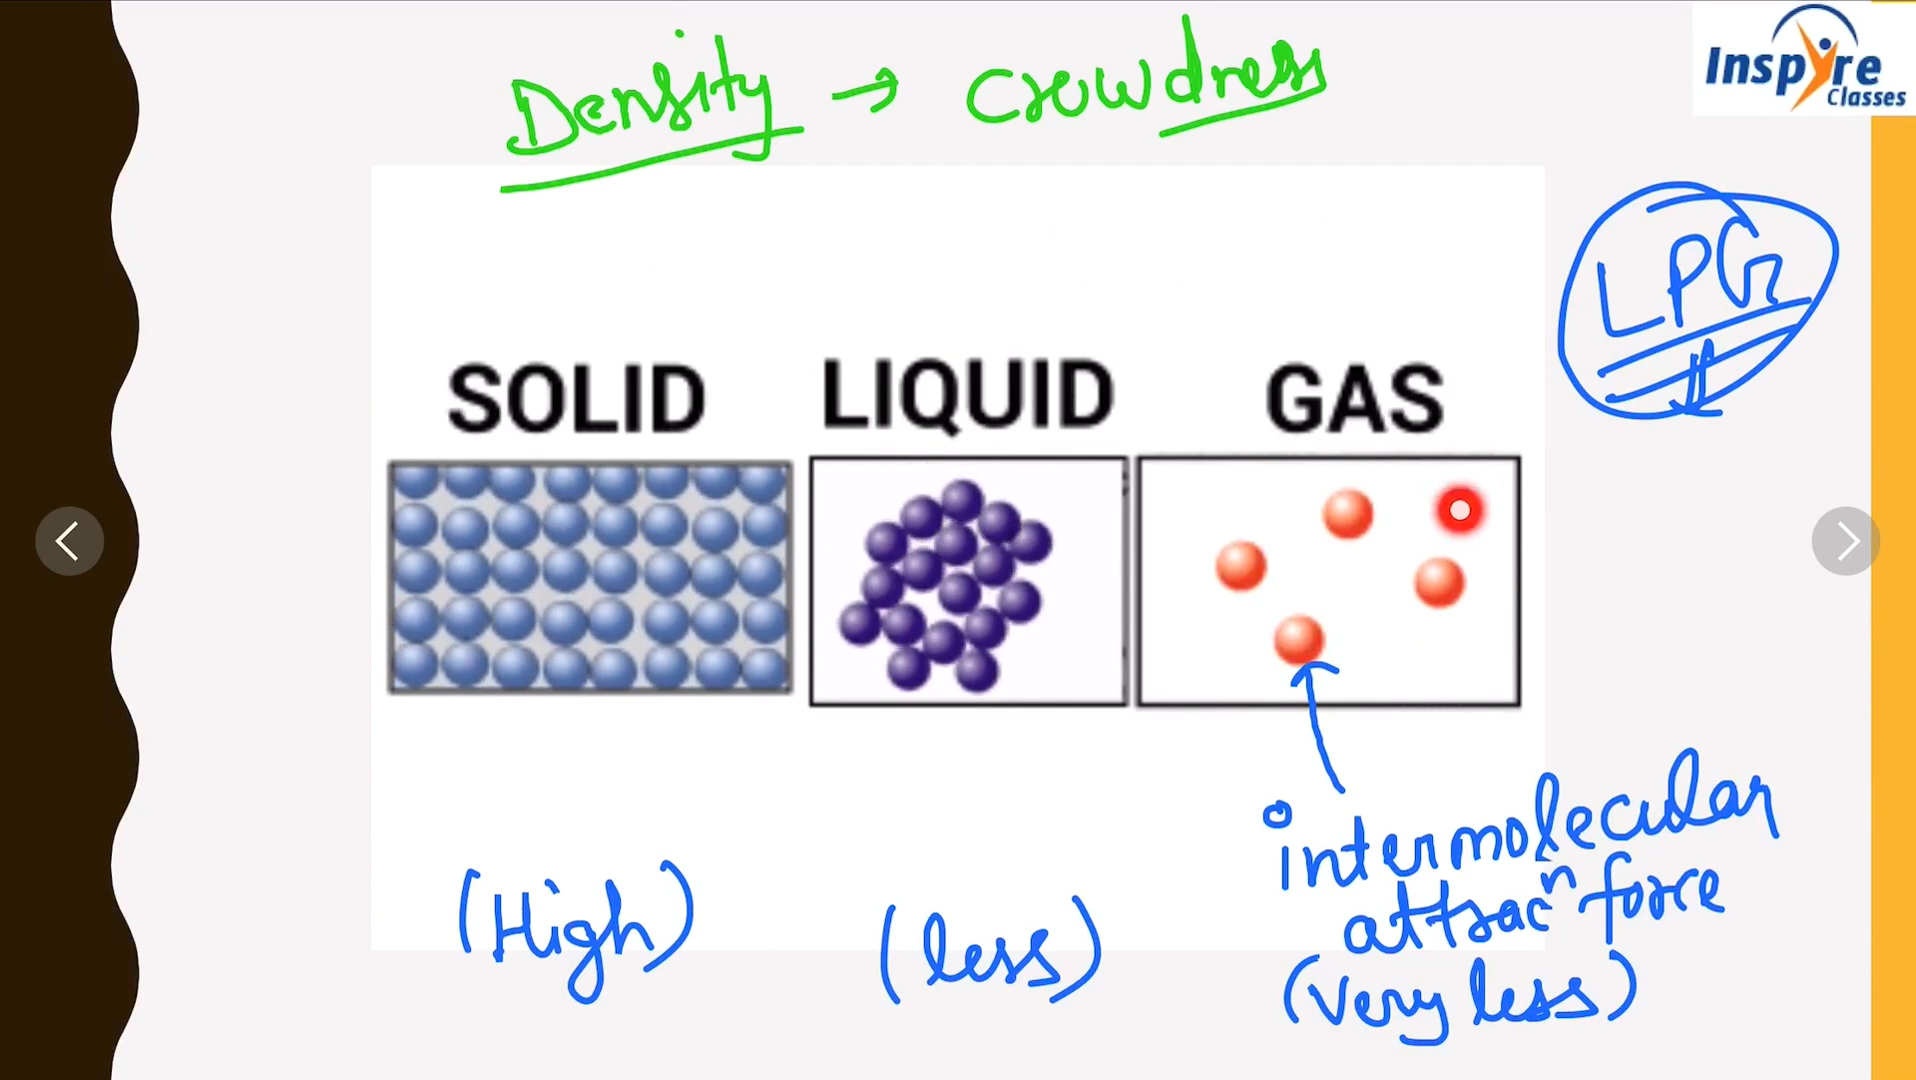 Density → Crowdness
Inspyre
Classes
LPG
SOLID LIQUID GAS
intermolecular
attracⁿ force
(High) (less) (very less)